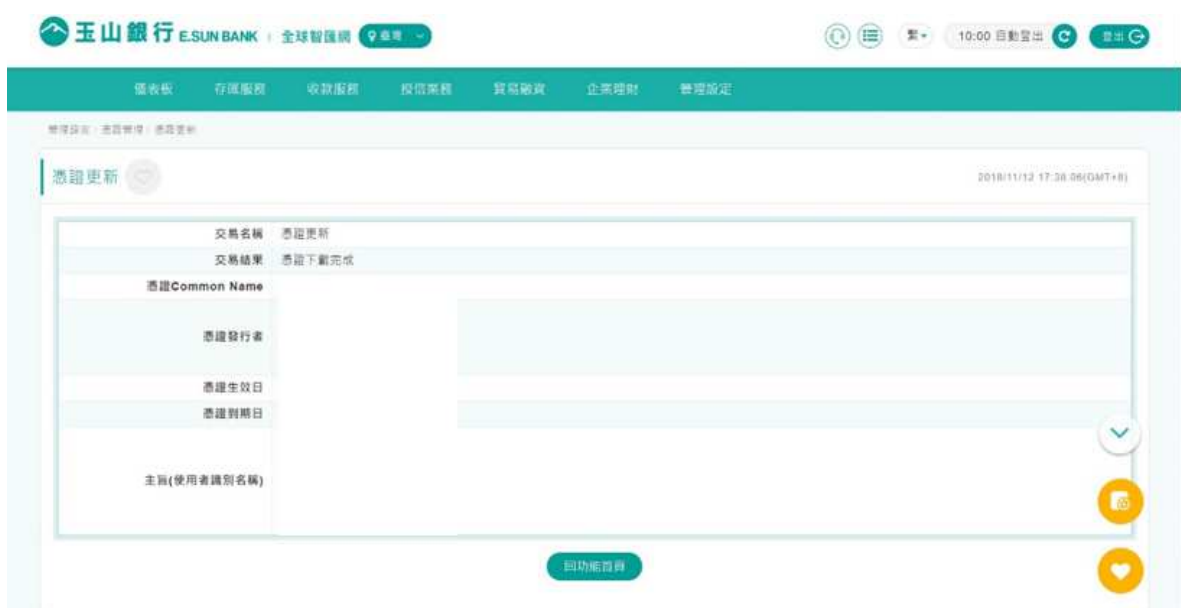 玉山銀行 E.SUN BANK 全球智匯網 臺灣 繁 10:00 自動登出 登出
儀表板 存匯服務 收款服務 授信業務 貿易融資 企業理財 管理設定
管理設定 / 憑證管理 / 憑證更新
憑證更新 2018/11/12 17:38:06(GMT+8)
交易名稱 憑證更新
交易結果 憑證下載完成
憑證Common Name
憑證發行者
憑證生效日
憑證到期日
主旨(使用者識別名稱)
回功能首頁